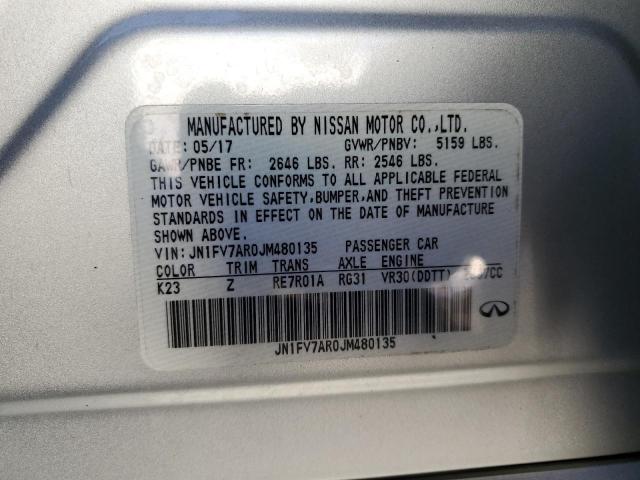 MANUFACTURED BY NISSAN MOTOR CO.,LTD.
DATE: 05/17 GVWR/PNBV: 5159 LBS.
GAWR/PNBE FR: 2646 LBS. RR: 2546 LBS.
THIS VEHICLE CONFORMS TO ALL APPLICABLE FEDERAL
MOTOR VEHICLE SAFETY, BUMPER, AND THEFT PREVENTION
STANDARDS IN EFFECT ON THE DATE OF MANUFACTURE
SHOWN ABOVE.
VIN: JN1FV7AR0JM480135 PASSENGER CAR
COLOR TRIM TRANS AXLE ENGINE
K23 Z RE7R01A RG31 VR30(DDTT)
JN1FV7AR0JM480135